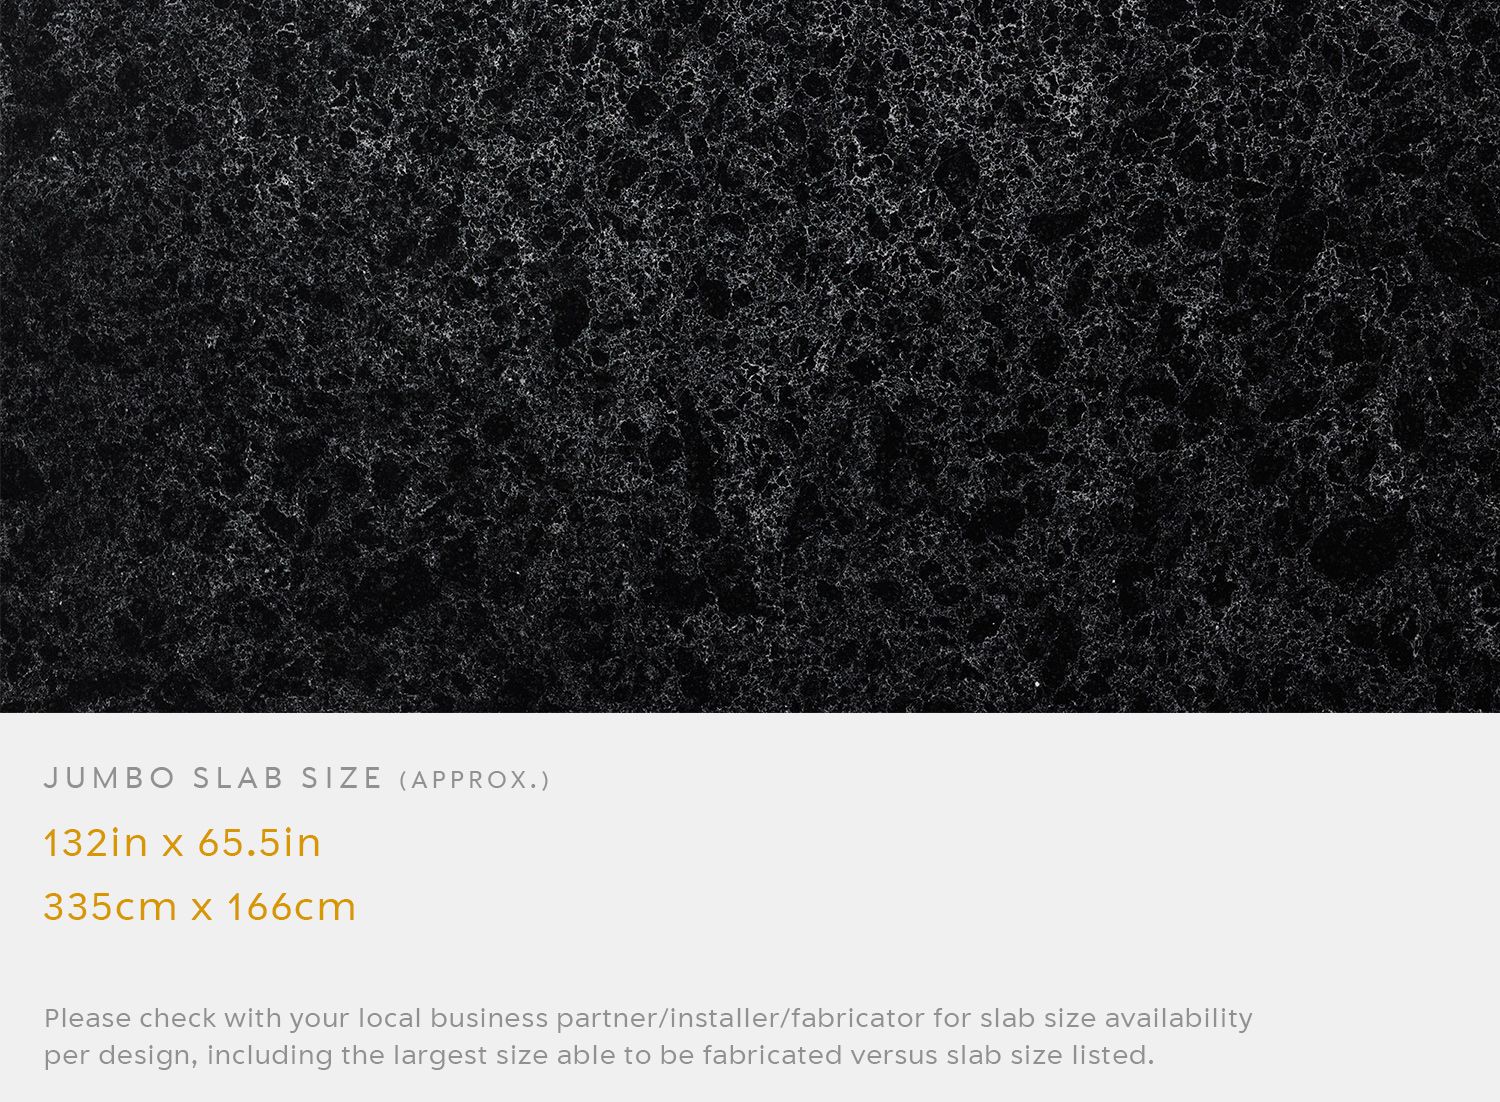 JUMBO SLAB SIZE (APPROX.)
132in x 65.5in
335cm x 166cm
Please check with your local business partner/installer/fabricator for slab size availability
per design, including the largest size able to be fabricated versus slab size listed.